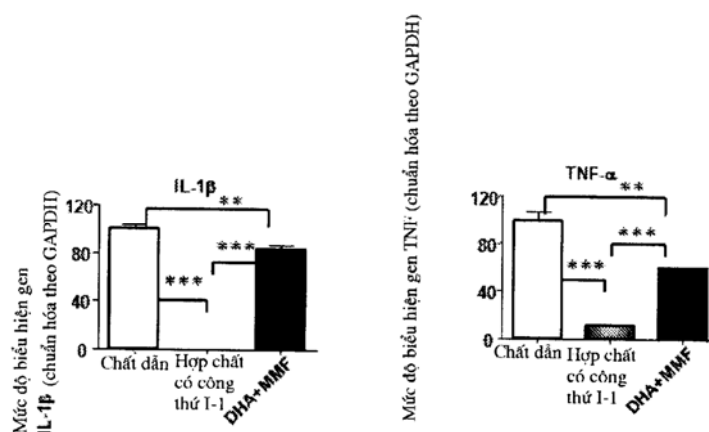 Mức độ biểu hiện gen
IL-1β (chuẩn hóa theo GAPDH)
IL-1β
120
80
40
0
**
***
***
Chất dẫn
Hợp chất
có công
thứ I-1
DHA+MMF
Mức độ biểu hiện gen TNF (chuẩn hóa theo GAPDH)
TNF-α
120
80
40
0
**
***
***
Chất dẫn
Hợp chất
có công
thứ I-1
DHA+MMF